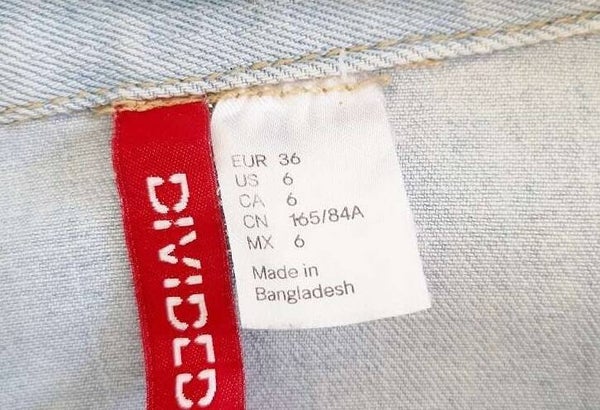 DIVIDED
EUR 36
US 6
CA 6
CN 165/84A
MX 6
Made in
Bangladesh